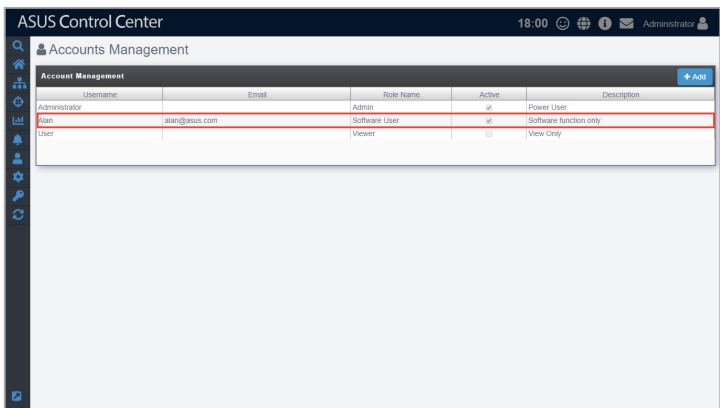 ASUS Control Center 18:00 Administrator
Accounts Management
Account Management + Add
Username Email Role Name Active Description
Administrator Admin Power User
Alan alan@asus.com Software User Software function only
User Viewer View Only